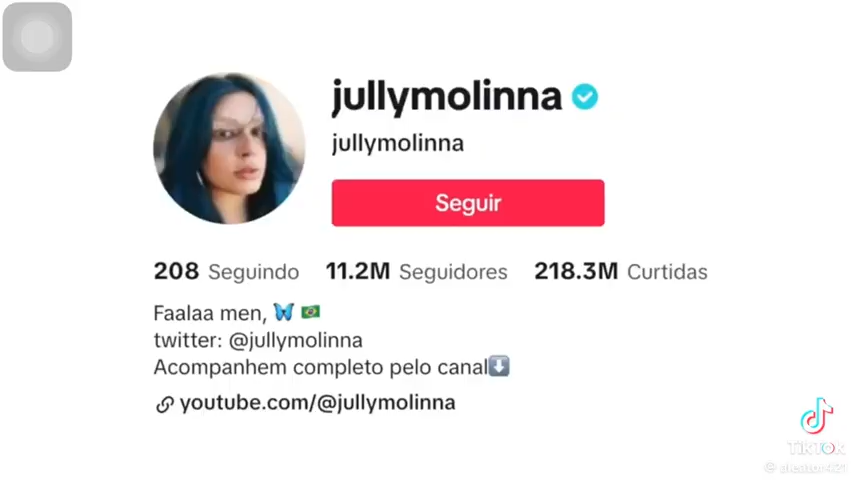 jullymolinna
jullymolinna
Seguir
208 Seguindo 11.2M Seguidores 218.3M Curtidas
Faalaa men, 🦋 🇧🇷
twitter: @jullymolinna
Acompanhem completo pelo canal⬇️
youtube.com/@jullymolinna
TikTok